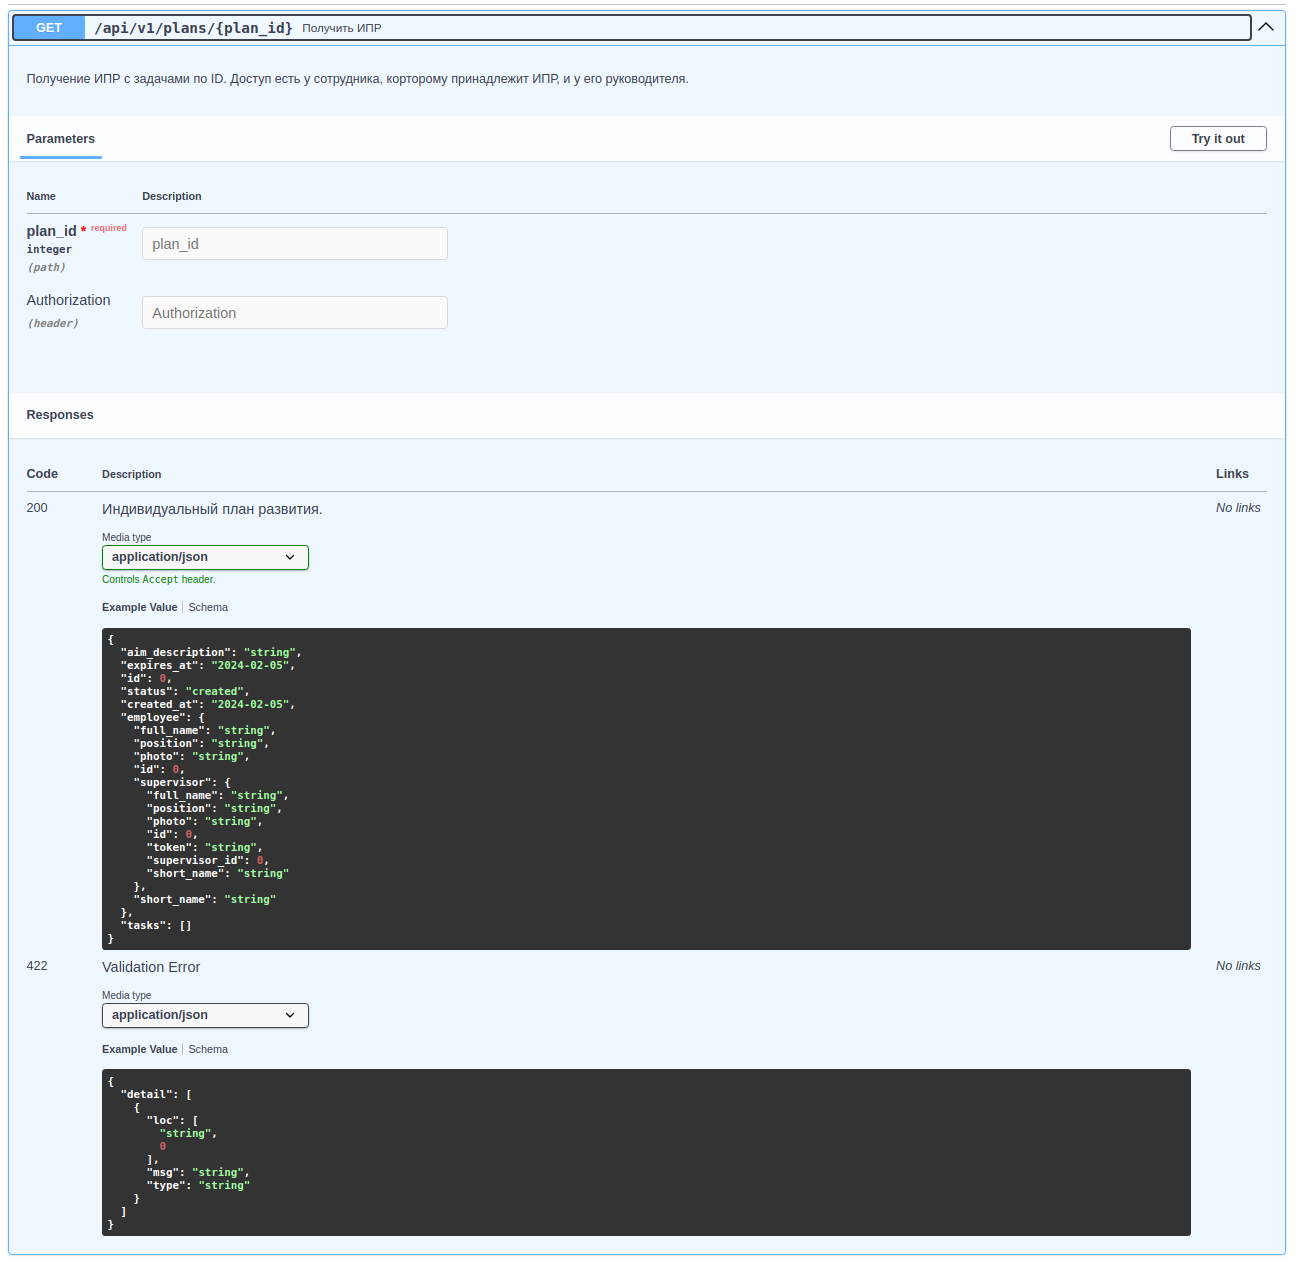 GET /api/v1/plans/{plan_id} Получить ИПР
Получение ИПР с задачами по ID. Доступ есть у сотрудника, корторому принадлежит ИПР, и у его руководителя.
Parameters Try it out
Name Description
plan_id * required
integer
(path)
plan_id
Authorization
(header)
Authorization
Responses
Code Description Links
200 Индивидуальный план развития. No links
Media type
application/json
Controls Accept header.
Example Value Schema
{
  "aim_description": "string",
  "expires_at": "2024-02-05",
  "id": 0,
  "status": "created",
  "created_at": "2024-02-05",
  "employee": {
    "full_name": "string",
    "position": "string",
    "photo": "string",
    "id": 0,
    "supervisor": {
      "full_name": "string",
      "position": "string",
      "photo": "string",
      "id": 0,
      "token": "string",
      "supervisor_id": 0,
      "short_name": "string"
    },
    "short_name": "string"
  },
  "tasks": []
}
422 Validation Error No links
Media type
application/json
Example Value Schema
{
  "detail": [
    {
      "loc": [
        "string",
        0
      ],
      "msg": "string",
      "type": "string"
    }
  ]
}